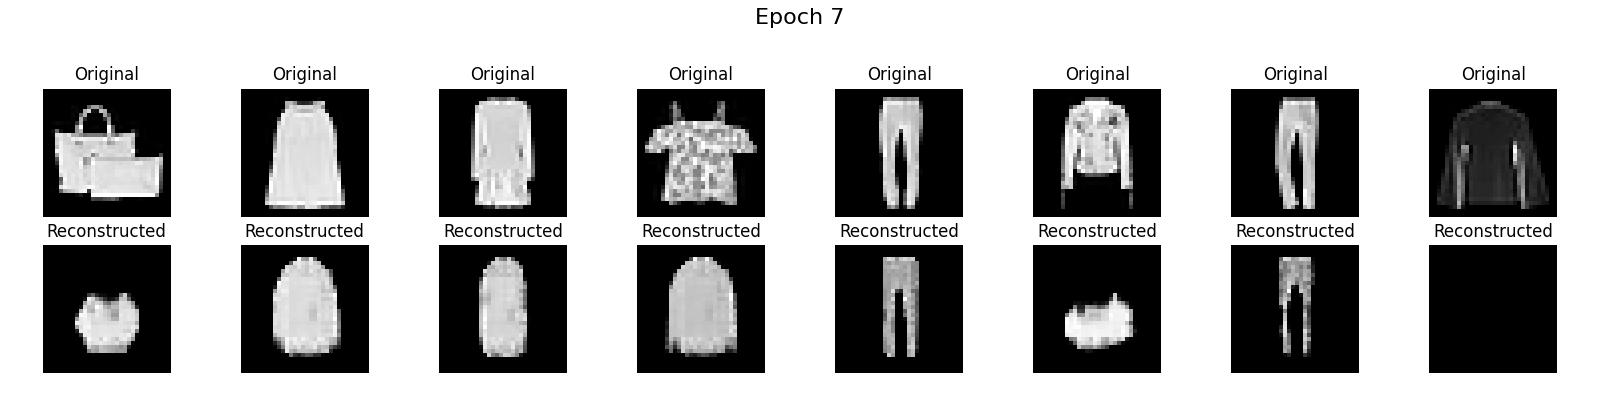 Epoch 7
Original Original Original Original Original Original Original Original
Reconstructed Reconstructed Reconstructed Reconstructed Reconstructed Reconstructed Reconstructed Reconstructed